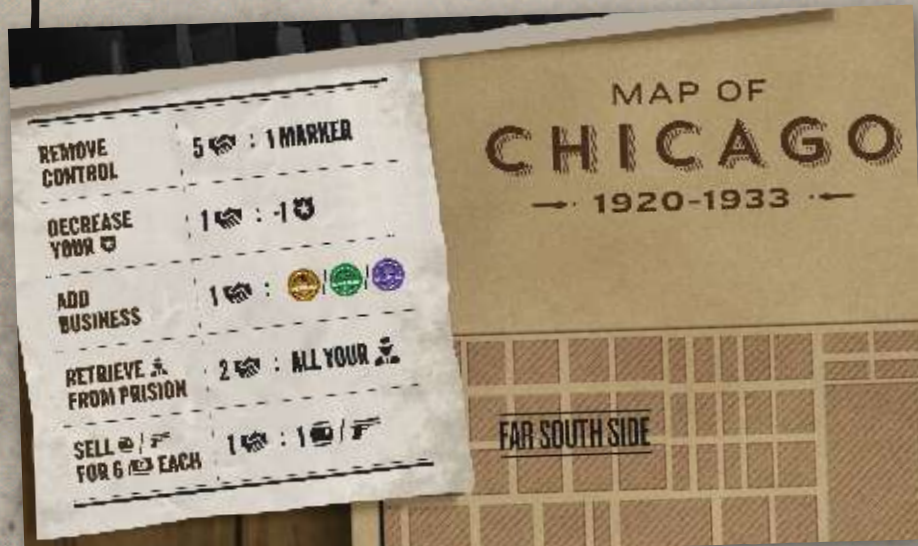 REMOVE
CONTROL
5 : 1 MARKER
DECREASE
YOUR
1 : -1
ADD
BUSINESS
1 :
RETRIEVE
FROM PRISION
2 : ALL YOUR
SELL /
FOR 6 EACH
1 : 1 /
MAP OF
CHICAGO
1920-1933
FAR SOUTH SIDE